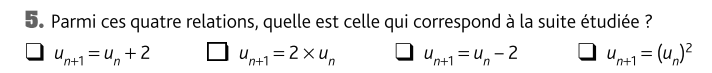 5. Parmi ces quatre relations, quelle est celle qui correspond à la suite étudiée ?
❑ uₙ₊₁ = uₙ + 2 ❑ uₙ₊₁ = 2 × uₙ ❑ uₙ₊₁ = uₙ − 2 ❑ uₙ₊₁ = (uₙ)²